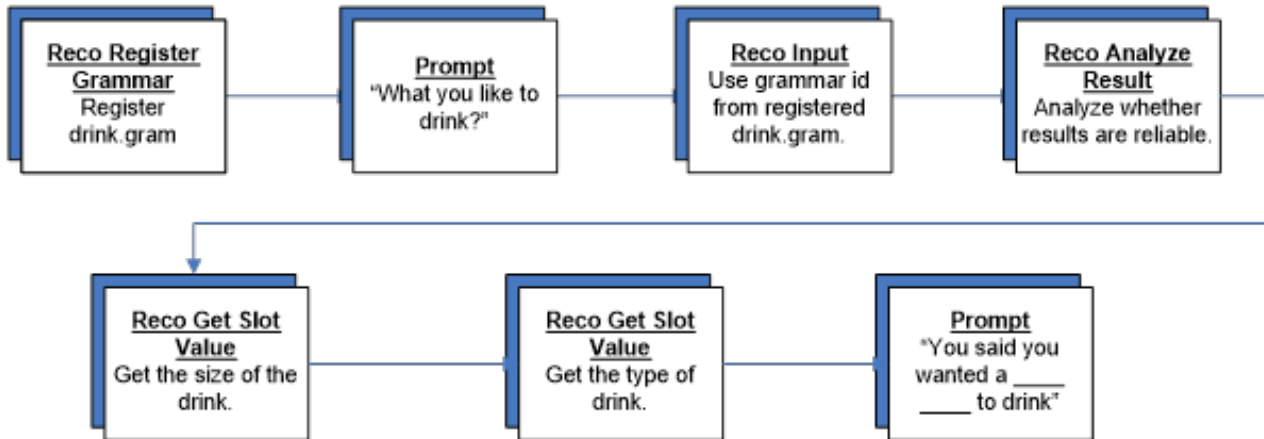 Reco Register
Grammar
Register
drink.gram
Prompt
"What you like to
drink?"
Reco Input
Use grammar id
from registered
drink.gram.
Reco Analyze
Result
Analyze whether
results are reliable.
Reco Get Slot
Value
Get the size of the
drink.
Reco Get Slot
Value
Get the type of
drink.
Prompt
"You said you
wanted a ____
____ to drink"